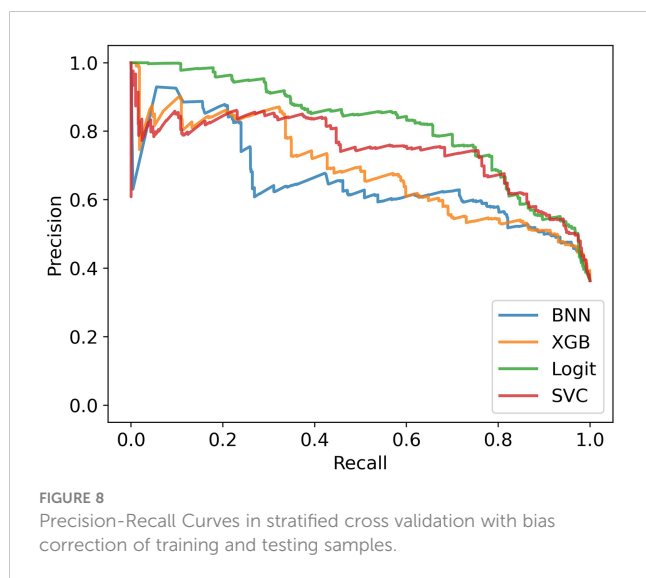 1.0
0.8
0.6
0.4
0.2
0.0
Precision
0.0 0.2 0.4 0.6 0.8 1.0
Recall
BNN
XGB
Logit
SVC
FIGURE 8
Precision-Recall Curves in stratified cross validation with bias
correction of training and testing samples.